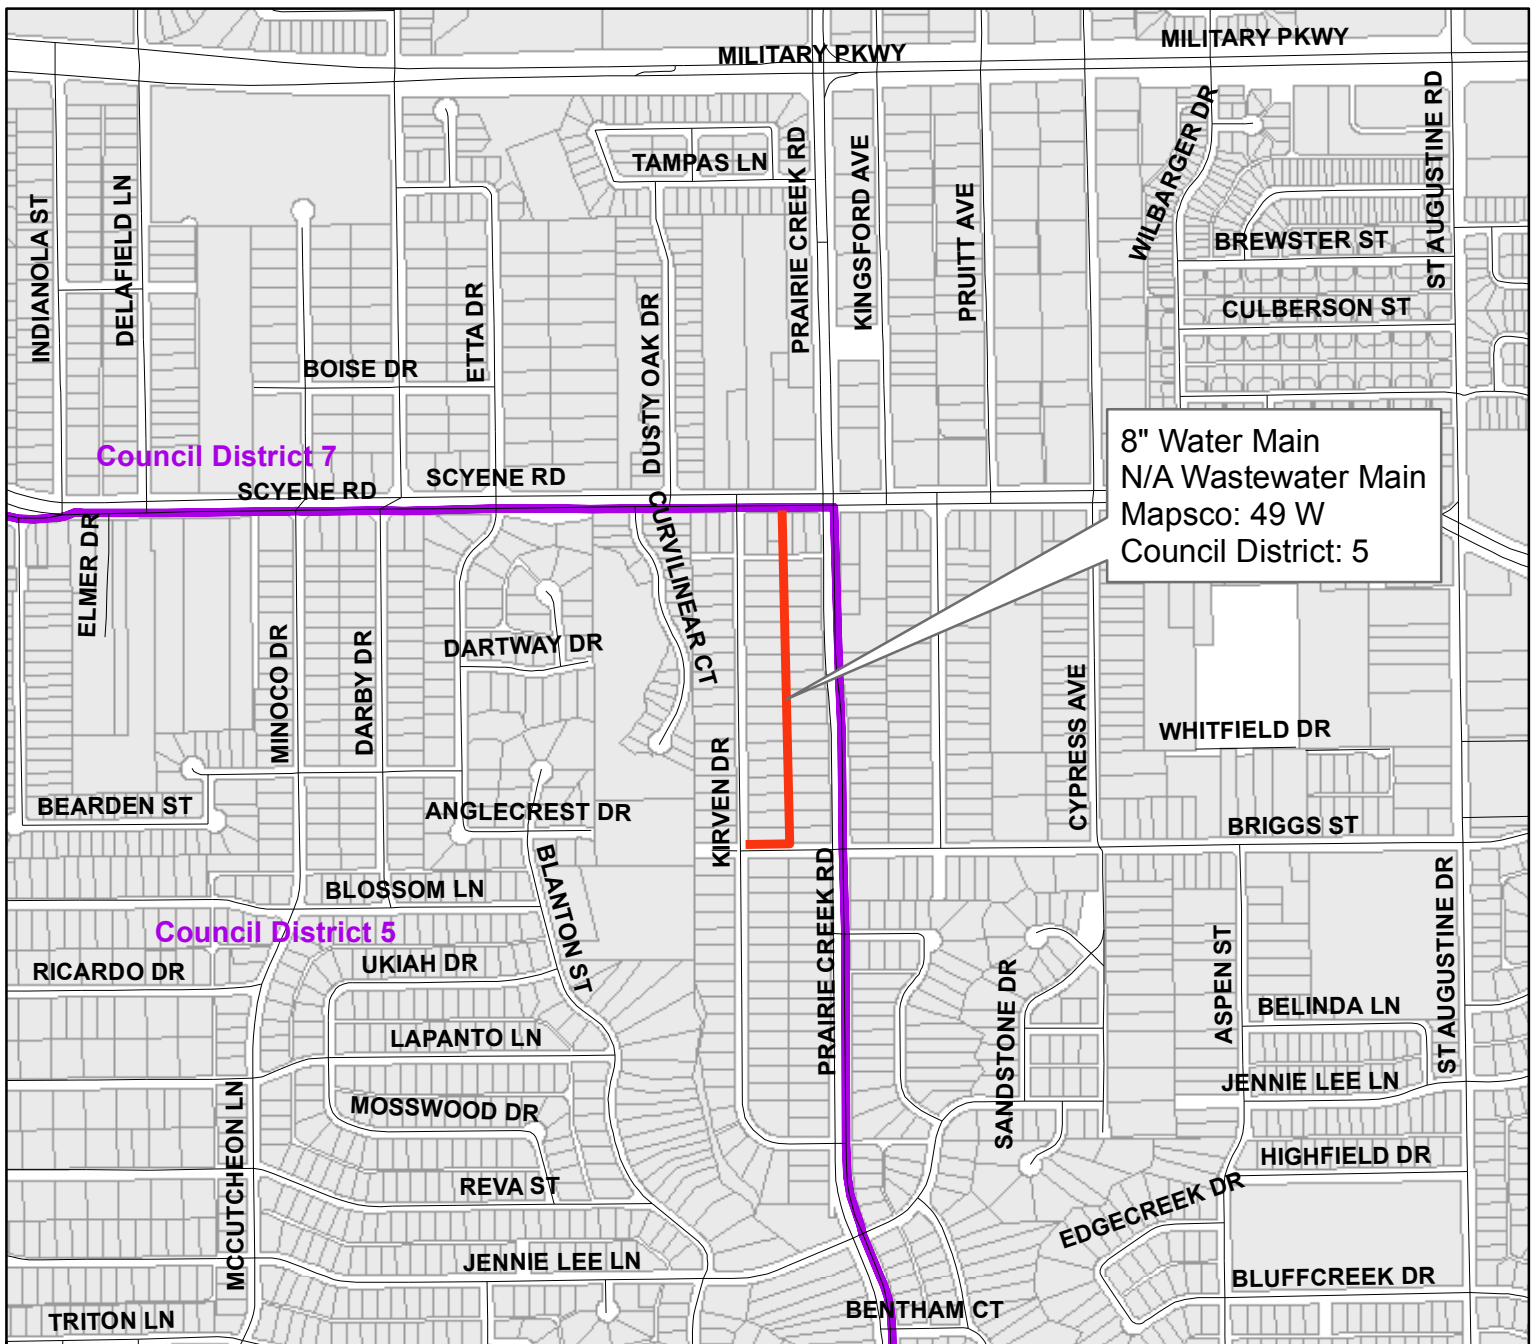 MILITARY PKWY
MILITARY PKWY
INDIANOLA ST
DELAFIELD LN
TAMPAS LN
PRAIRIE CREEK RD
KINGSFORD AVE
PRUITT AVE
WILBARGER DR
ST AUGUSTINE RD
BREWSTER ST
CULBERSON ST
ETTA DR
BOISE DR
DUSTY OAK DR
Council District 7
SCYENE RD
SCYENE RD
8" Water Main
N/A Wastewater Main
Mapsco: 49 W
Council District: 5
ELMER DR
CURVILINEAR CT
MINOCO DR
DARBY DR
DARTWAY DR
KIRVEN DR
CYPRESS AVE
WHITFIELD DR
BEARDEN ST
ANGLECREST DR
BRIGGS ST
BLOSSOM LN
BLANTON ST
PRAIRIE CREEK RD
ST AUGUSTINE DR
Council District 5
RICARDO DR
UKIAH DR
SANDSTONE DR
ASPEN ST
BELINDA LN
LAPANTO LN
JENNIE LEE LN
MOSSWOOD DR
MCCUTCHEON LN
REVA ST
HIGHFIELD DR
EDGECREEK DR
JENNIE LEE LN
BLUFFCREEK DR
BENTHAM CT
TRITON LN